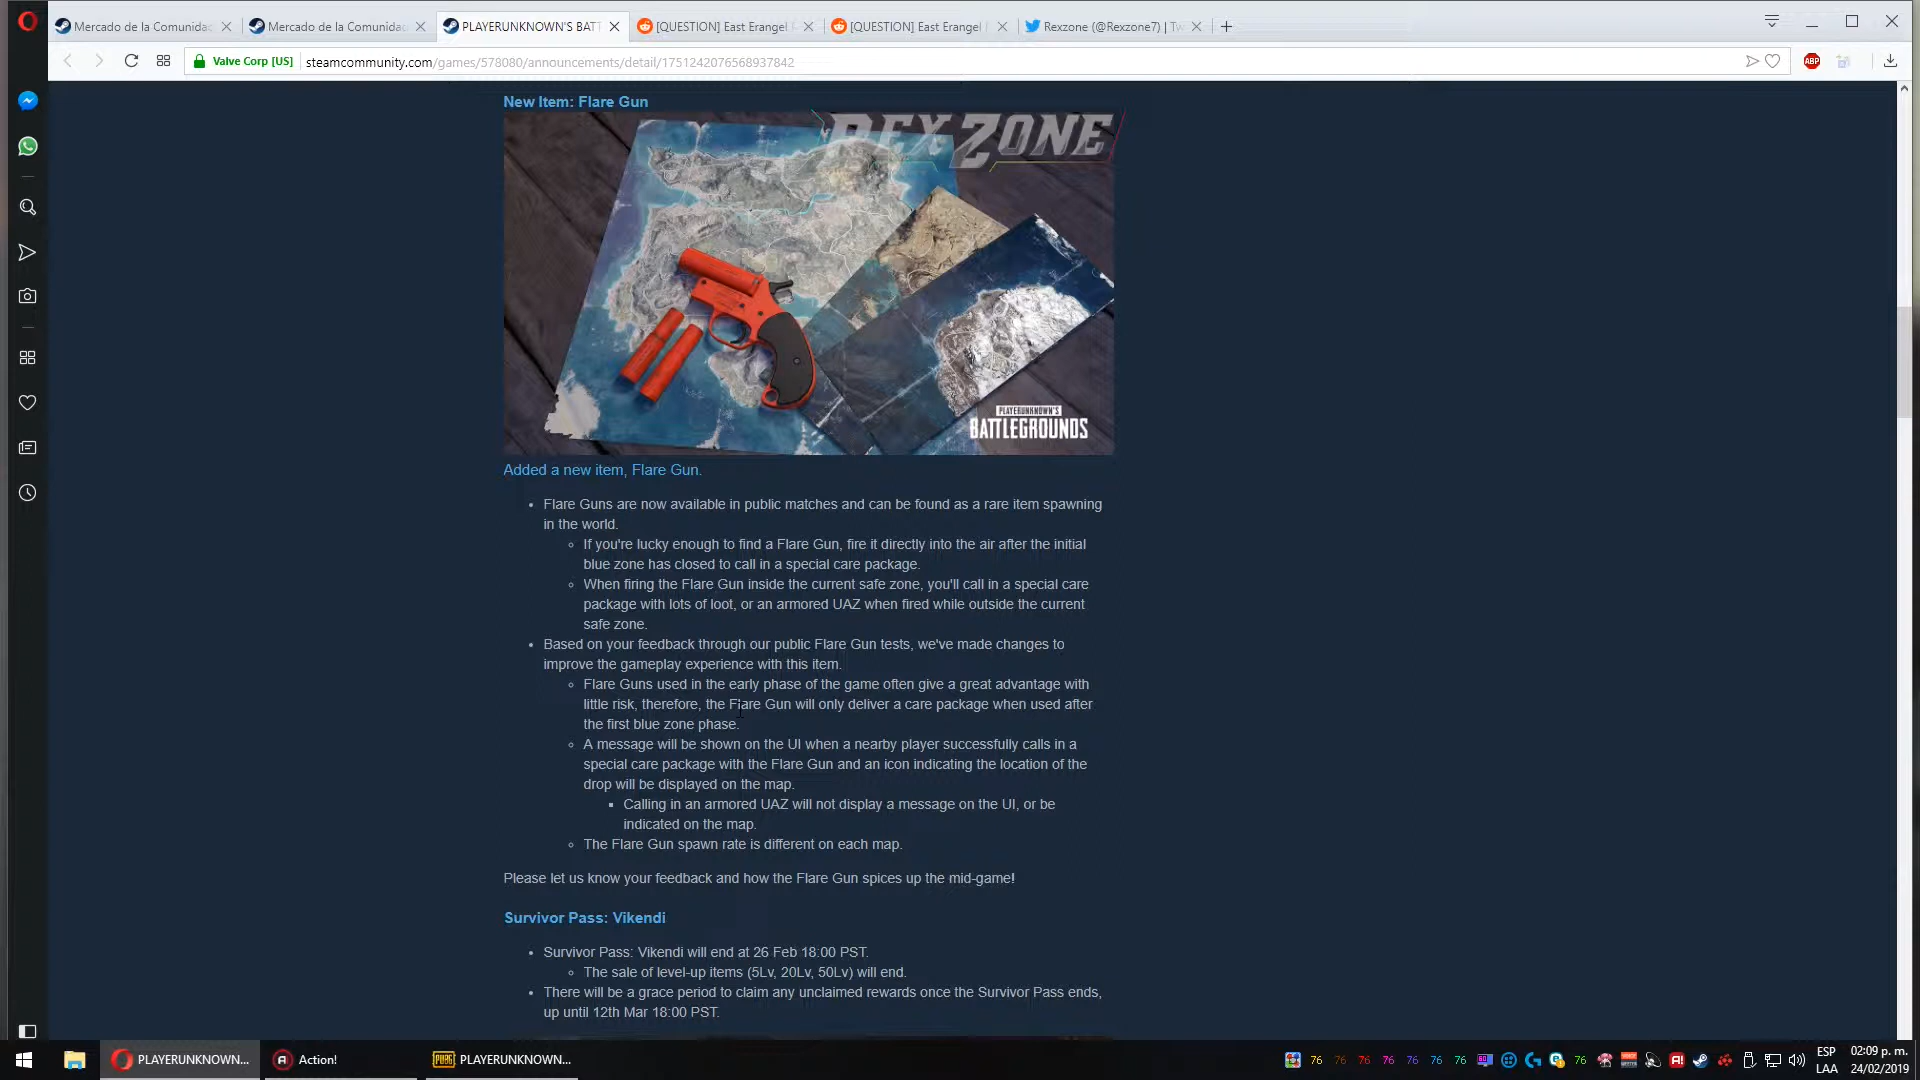 Mercado de la Comunida
Mercado de la Comunida
PLAYERUNKNOWN'S BATT
[QUESTION] East Erangel
[QUESTION] East Erangel
Rexzone (@Rexzone7) | Tw
Valve Corp [US]
steamcommunity.com/games/578080/announcements/detail/1751242076568937842
ABP
New Item: Flare Gun
REXZONE
PLAYERUNKNOWN'S
BATTLEGROUNDS
Added a new item, Flare Gun.
• Flare Guns are now available in public matches and can be found as a rare item spawning
in the world.
◦ If you're lucky enough to find a Flare Gun, fire it directly into the air after the initial
blue zone has closed to call in a special care package.
◦ When firing the Flare Gun inside the current safe zone, you'll call in a special care
package with lots of loot, or an armored UAZ when fired while outside the current
safe zone.
• Based on your feedback through our public Flare Gun tests, we've made changes to
improve the gameplay experience with this item.
◦ Flare Guns used in the early phase of the game often give a great advantage with
little risk, therefore, the Flare Gun will only deliver a care package when used after
the first blue zone phase.
◦ A message will be shown on the UI when a nearby player successfully calls in a
special care package with the Flare Gun and an icon indicating the location of the
drop will be displayed on the map.
▪ Calling in an armored UAZ will not display a message on the UI, or be
indicated on the map.
◦ The Flare Gun spawn rate is different on each map.
Please let us know your feedback and how the Flare Gun spices up the mid-game!
Survivor Pass: Vikendi
• Survivor Pass: Vikendi will end at 26 Feb 18:00 PST.
◦ The sale of level-up items (5Lv, 20Lv, 50Lv) will end.
• There will be a grace period to claim any unclaimed rewards once the Survivor Pass ends,
up until 12th Mar 18:00 PST.
PLAYERUNKNOWN...
Action!
PUBG
PLAYERUNKNOWN...
76 76 76 76 76 76 76
76
ESP
LAA
02:09 p. m.
24/02/2019